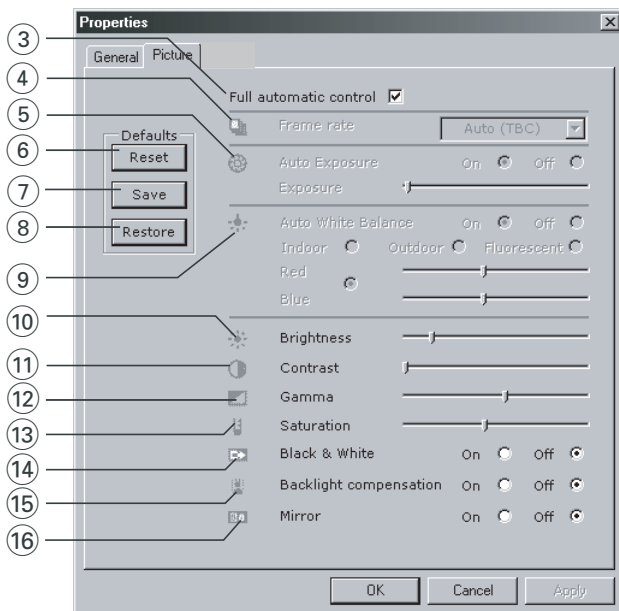 Properties
General Picture
3
Full automatic control
4
Frame rate Auto (TBC)
5
Defaults
Auto Exposure On Off
6
Reset
Exposure
7
Save
8
Restore
Auto White Balance On Off
Indoor Outdoor Fluorescent
9
Red
Blue
10
Brightness
11
Contrast
12
Gamma
13
Saturation
14
Black & White On Off
15
Backlight compensation On Off
16
Mirror On Off
OK Cancel Apply